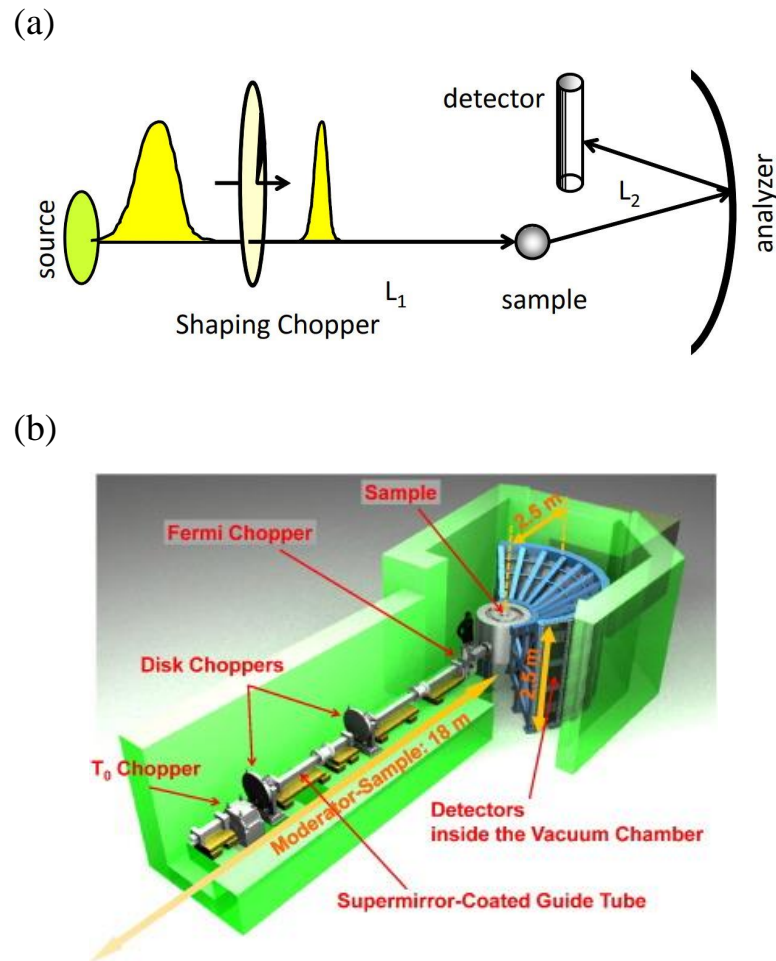 (a)
detector
source
L2
analyzer
L1
sample
Shaping Chopper
(b)
Sample
2.5 m
Fermi Chopper
Disk Choppers
2.5 m
T0 Chopper
Moderator-Sample: 18 m
Detectors
inside the Vacuum Chamber
Supermirror-Coated Guide Tube